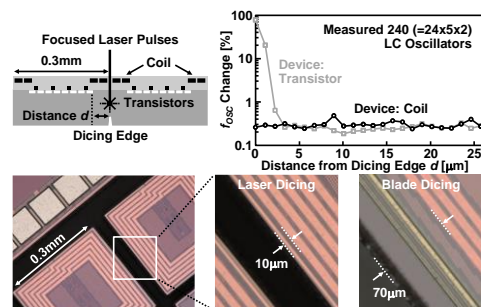 Focused Laser Pulses
0.3mm
Coil
Transistors
Distance d
Dicing Edge
fOSC Change [%]
100
10
1
0.1
Measured 240 (=24x5x2)
LC Oscillators
Device:
Transistor
Device: Coil
0 5 10 15 20 25
Distance from Dicing Edge d [µm]
0.3mm
Laser Dicing
10µm
Blade Dicing
70µm